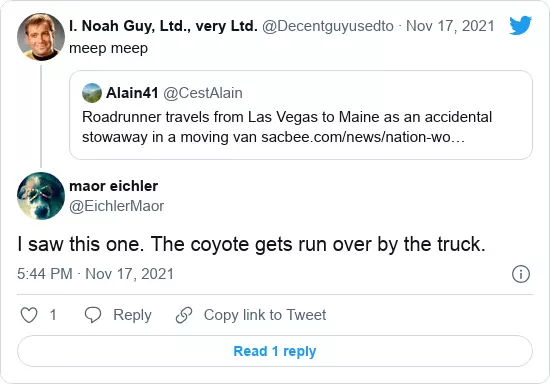 I. Noah Guy, Ltd., very Ltd. @Decentguyusedto · Nov 17, 2021
meep meep
Alain41 @CestAlain
Roadrunner travels from Las Vegas to Maine as an accidental
stowaway in a moving van sacbee.com/news/nation-wo…
maor eichler
@EichlerMaor
I saw this one. The coyote gets run over by the truck.
5:44 PM · Nov 17, 2021
1 Reply Copy link to Tweet
Read 1 reply